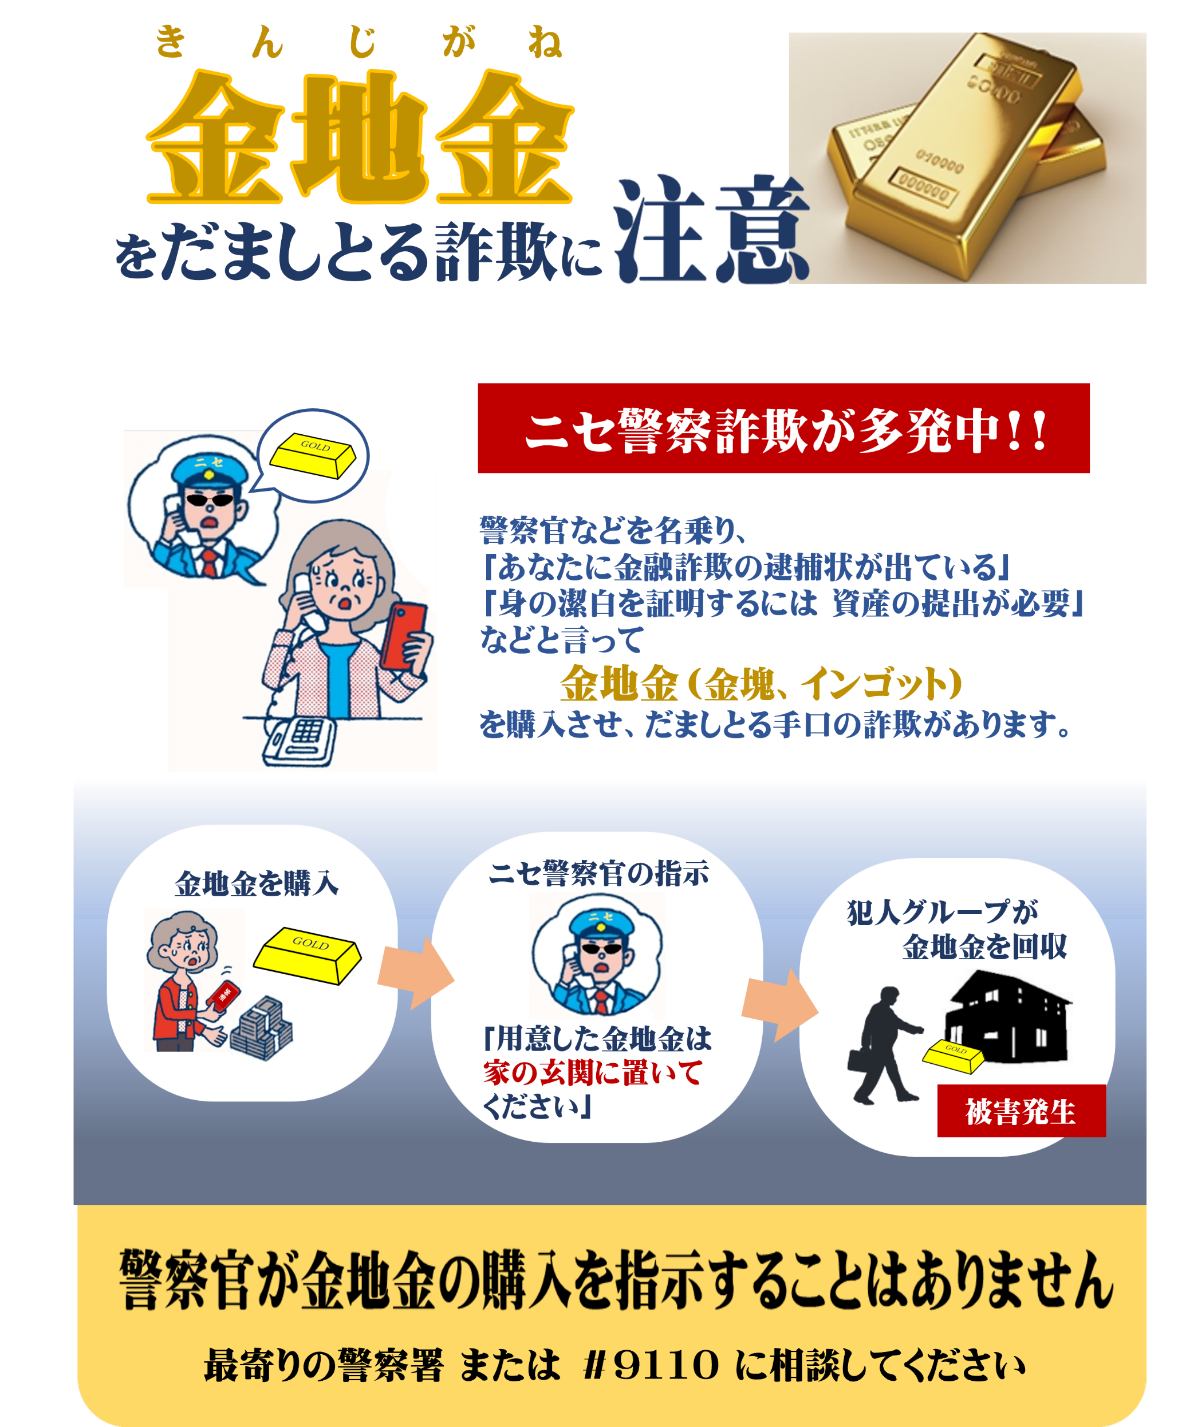 きんじがね
金地金
をだましとる詐欺に注意
010000
000000
ニセ警察詐欺が多発中!!
ニセ
GOLD
警察官などを名乗り、
「あなたに金融詐欺の逮捕状が出ている」
「身の潔白を証明するには 資産の提出が必要」
などと言って
金地金(金塊、インゴット)
を購入させ、だましとる手口の詐欺があります。
金地金を購入
GOLD
ニセ警察官の指示
ニセ
「用意した金地金は
家の玄関に置いて
ください」
犯人グループが
金地金を回収
GOLD
被害発生
警察官が金地金の購入を指示することはありません
最寄りの警察署 または #9110 に相談してください